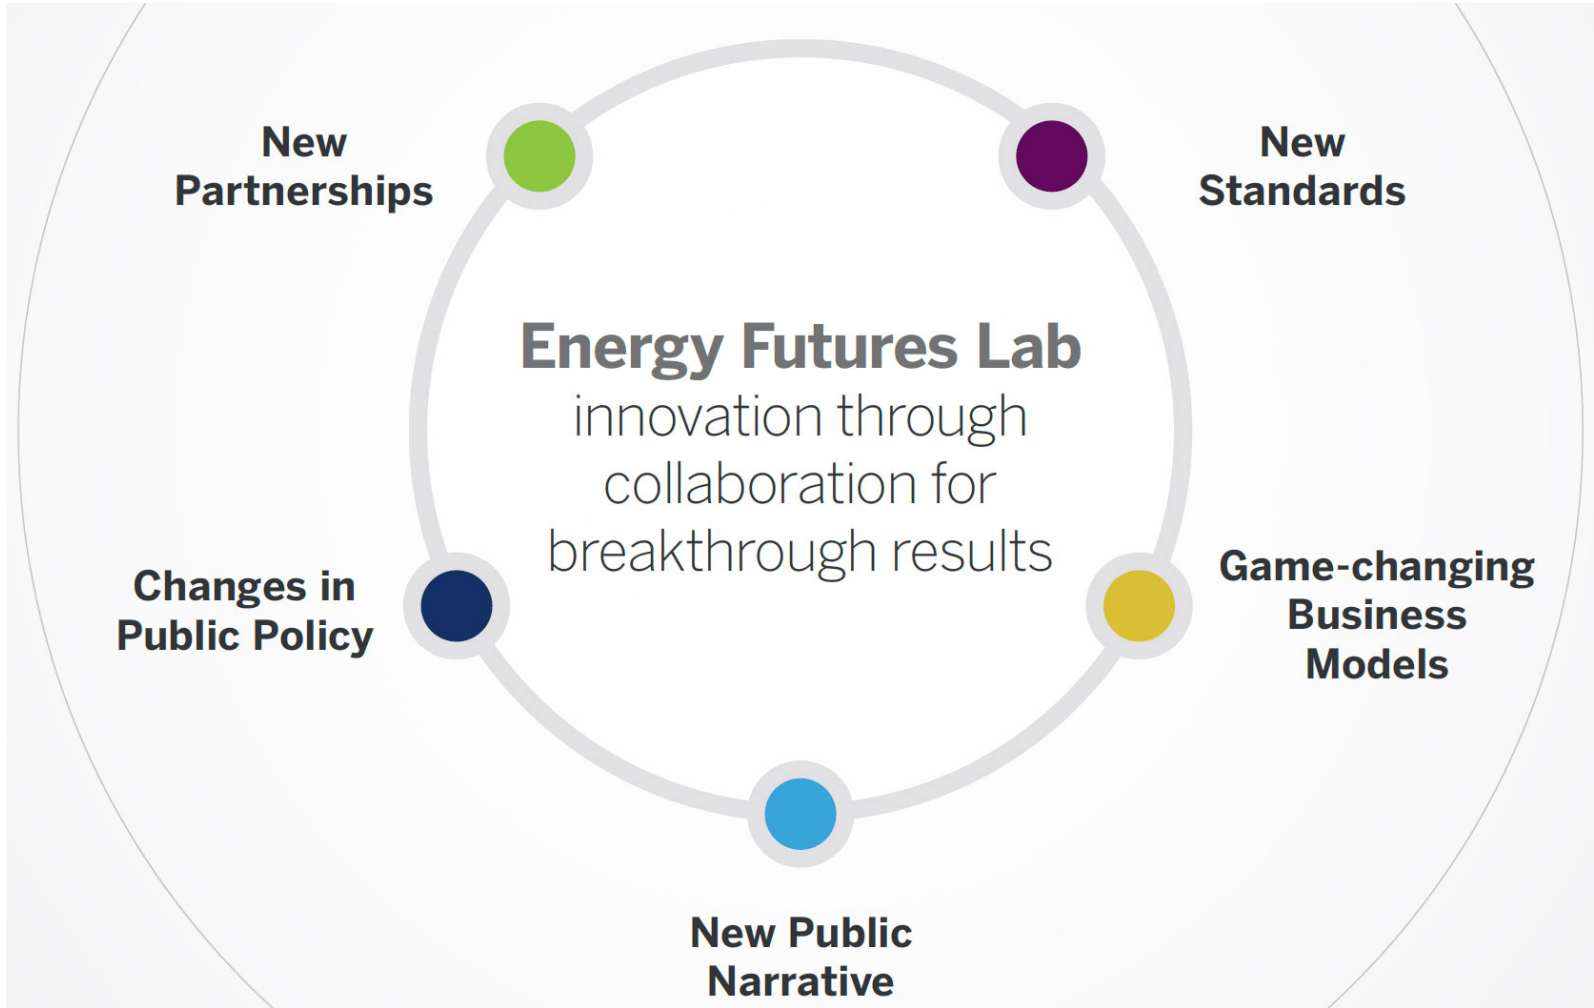 New
Partnerships
New
Standards
Energy Futures Lab
innovation through
collaboration for
breakthrough results
Changes in
Public Policy
Game-changing
Business
Models
New Public
Narrative